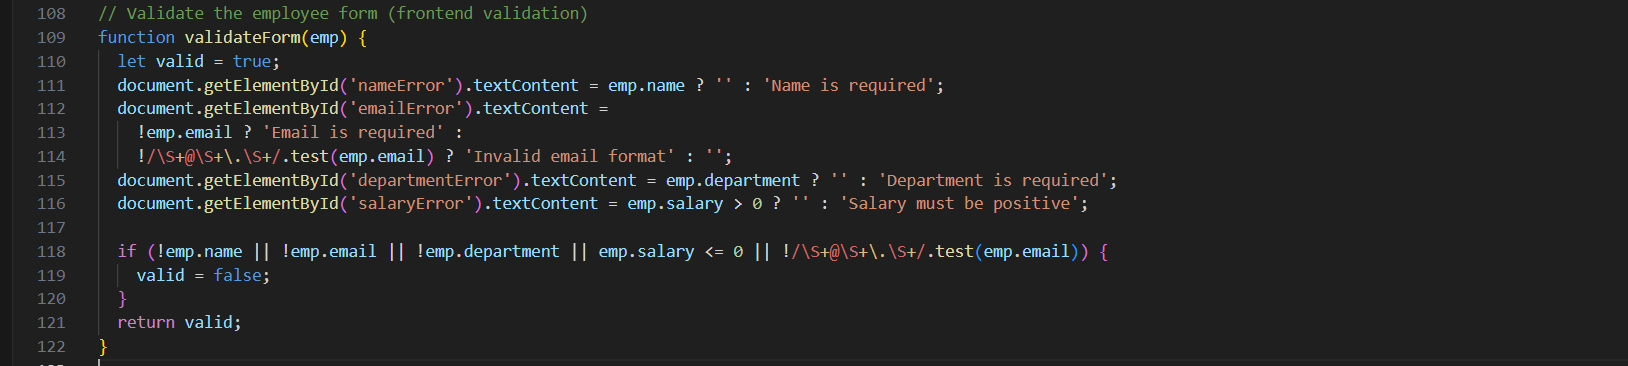 108 // Validate the employee form (frontend validation)
109 function validateForm(emp) {
110   let valid = true;
111   document.getElementById('nameError').textContent = emp.name ? '' : 'Name is required';
112   document.getElementById('emailError').textContent =
113     !emp.email ? 'Email is required' :
114     !/\S+@\S+\.\S+/.test(emp.email) ? 'Invalid email format' : '';
115   document.getElementById('departmentError').textContent = emp.department ? '' : 'Department is required';
116   document.getElementById('salaryError').textContent = emp.salary > 0 ? '' : 'Salary must be positive';
117
118   if (!emp.name || !emp.email || !emp.department || emp.salary <= 0 || !/\S+@\S+\.\S+/.test(emp.email)) {
119     valid = false;
120   }
121   return valid;
122 }